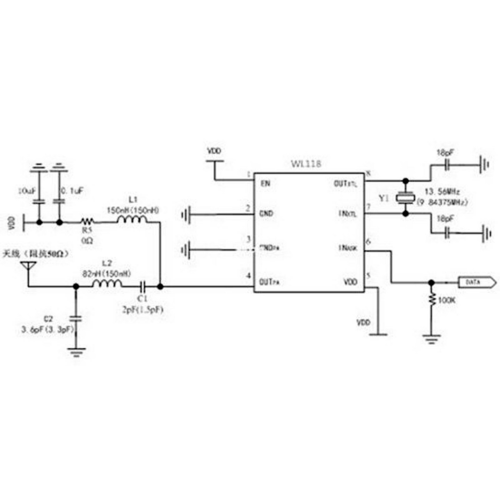 18pF
VDD
WL118
1
8
EN
OUTXTL
13.56MHz
(9.84375MHz)
Y1
10uF
0.1uF
L1
150nH(150nH)
2
GND
INXTL
7
18pF
VDD
R5
0Ω
3
6
INASK
天线（阻抗50Ω）
L2
82nH(150nH)
4
OUTPA
VDD
5
DATA
C1
2pF(1.5pF)
100K
C2
3.6pF(3.3pF)
VDD